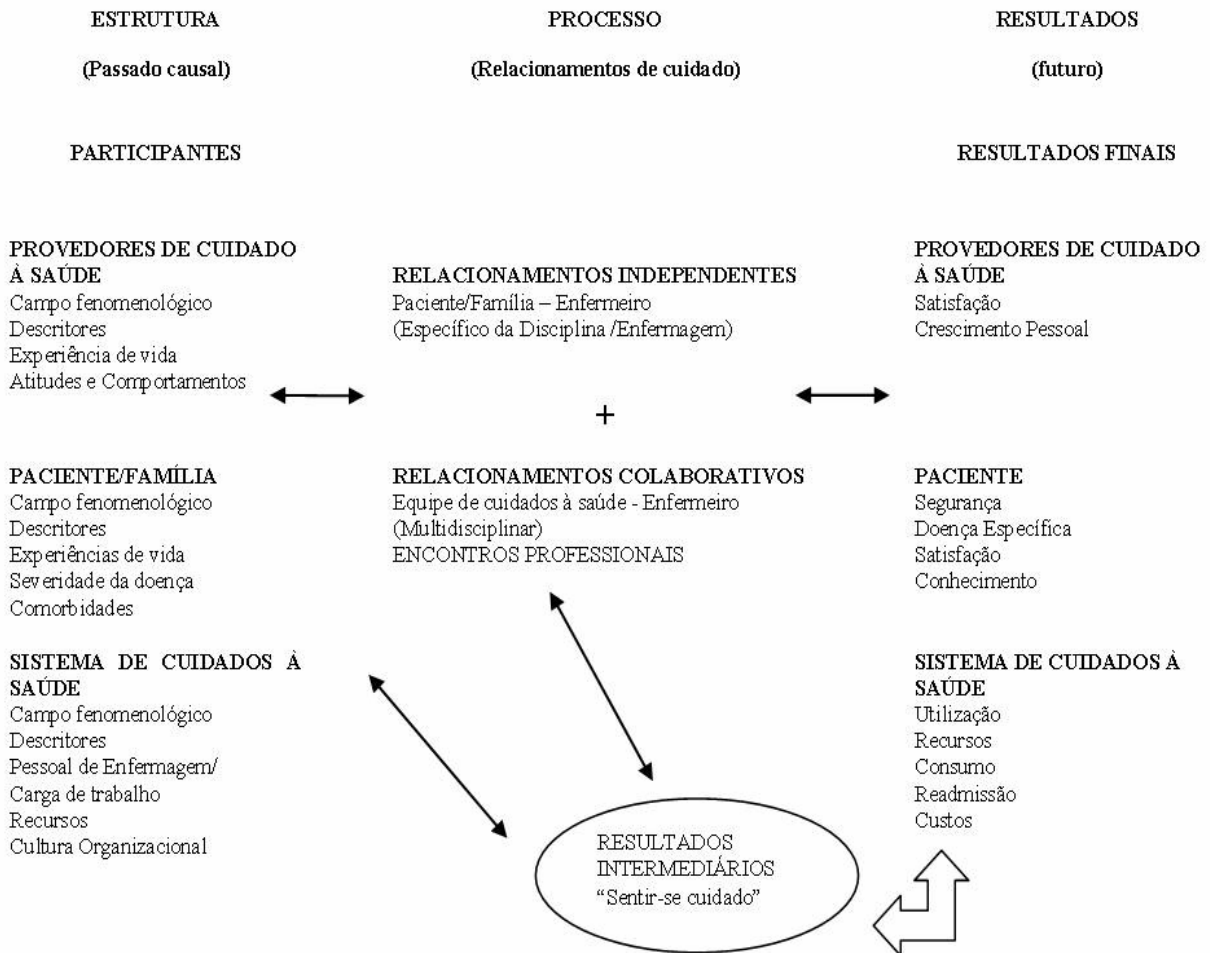 ESTRUTURA
(Passado causal)
PARTICIPANTES
PROVEDORES DE CUIDADO
À SAÚDE
Campo fenomenológico
Descritores
Experiência de vida
Atitudes e Comportamentos
PACIENTE/FAMÍLIA
Campo fenomenológico
Descritores
Experiências de vida
Severidade da doença
Comorbidades
SISTEMA DE CUIDADOS À
SAÚDE
Campo fenomenológico
Descritores
Pessoal de Enfermagem/
Carga de trabalho
Recursos
Cultura Organizacional
PROCESSO
(Relacionamentos de cuidado)
RELACIONAMENTOS INDEPENDENTES
Paciente/Família – Enfermeiro
(Específico da Disciplina /Enfermagem)
+
RELACIONAMENTOS COLABORATIVOS
Equipe de cuidados à saúde - Enfermeiro
(Multidisciplinar)
ENCONTROS PROFESSIONAIS
RESULTADOS
INTERMEDIÁRIOS
“Sentir-se cuidado”
RESULTADOS
(futuro)
RESULTADOS FINAIS
PROVEDORES DE CUIDADO
À SAÚDE
Satisfação
Crescimento Pessoal
PACIENTE
Segurança
Doença Específica
Satisfação
Conhecimento
SISTEMA DE CUIDADOS À
SAÚDE
Utilização
Recursos
Consumo
Readmissão
Custos